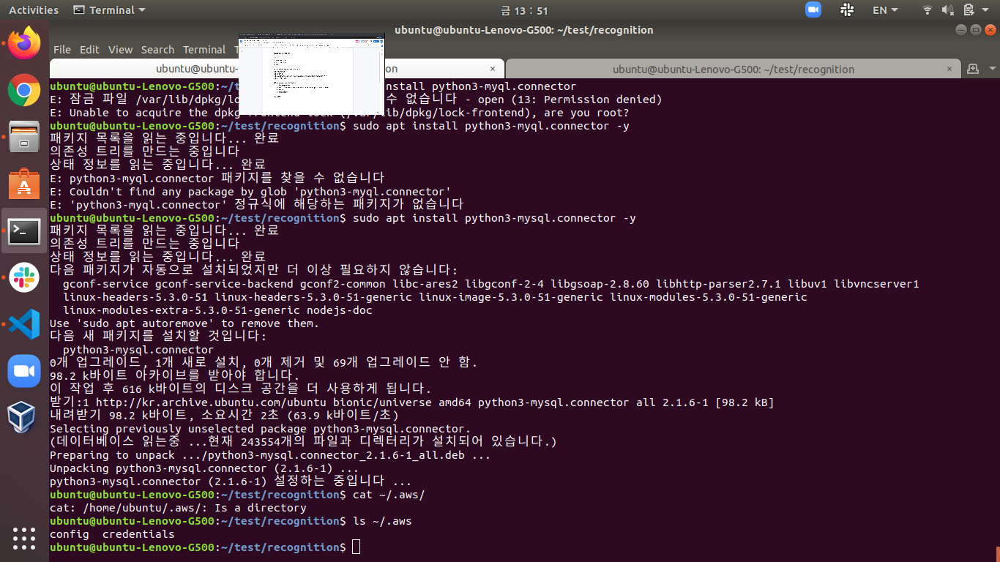 Activities
Terminal
금 13 : 51
EN
ubuntu@ubuntu-Lenovo-G500: ~/test/recognition
File Edit View Search Terminal
ubuntu@ubuntu- on
ubuntu@ubuntu-Lenovo-G500: ~/test/recognition
ubuntu@ubuntu-Lenovo-G500:~/t nstall python3-myql.connector
E: 잠금 파일 /var/lib/dpkg/lo 수 없습니다 - open (13: Permission denied)
E: Unable to acquire the dpkg frontend lock (/var/lib/dpkg/lock-frontend), are you root?
ubuntu@ubuntu-Lenovo-G500:~/test/recognition$ sudo apt install python3-myql.connector -y
패키지 목록을 읽는 중입니다... 완료
의존성 트리를 만드는 중입니다
상태 정보를 읽는 중입니다... 완료
E: python3-myql.connector 패키지를 찾을 수 없습니다
E: Couldn't find any package by glob 'python3-myql.connector'
E: 'python3-myql.connector' 정규식에 해당하는 패키지가 없습니다
ubuntu@ubuntu-Lenovo-G500:~/test/recognition$ sudo apt install python3-mysql.connector -y
패키지 목록을 읽는 중입니다... 완료
의존성 트리를 만드는 중입니다
상태 정보를 읽는 중입니다... 완료
다음 패키지가 자동으로 설치되었지만 더 이상 필요하지 않습니다:
gconf-service gconf-service-backend gconf2-common libc-ares2 libgconf-2-4 libgsoap-2.8.60 libhttp-parser2.7.1 libuv1 libvncserver1
linux-headers-5.3.0-51 linux-headers-5.3.0-51-generic linux-image-5.3.0-51-generic linux-modules-5.3.0-51-generic
linux-modules-extra-5.3.0-51-generic nodejs-doc
Use 'sudo apt autoremove' to remove them.
다음 새 패키지를 설치할 것입니다:
python3-mysql.connector
0개 업그레이드, 1개 새로 설치, 0개 제거 및 69개 업그레이드 안 함.
98.2 k바이트 아카이브를 받아야 합니다.
이 작업 후 616 k바이트의 디스크 공간을 더 사용하게 됩니다.
받기:1 http://kr.archive.ubuntu.com/ubuntu bionic/universe amd64 python3-mysql.connector all 2.1.6-1 [98.2 kB]
내려받기 98.2 k바이트, 소요시간 2초 (63.9 k바이트/초)
Selecting previously unselected package python3-mysql.connector.
(데이터베이스 읽는중 ...현재 243554개의 파일과 디렉터리가 설치되어 있습니다.)
Preparing to unpack .../python3-mysql.connector_2.1.6-1_all.deb ...
Unpacking python3-mysql.connector (2.1.6-1) ...
python3-mysql.connector (2.1.6-1) 설정하는 중입니다 ...
ubuntu@ubuntu-Lenovo-G500:~/test/recognition$ cat ~/.aws/
cat: /home/ubuntu/.aws/: Is a directory
ubuntu@ubuntu-Lenovo-G500:~/test/recognition$ ls ~/.aws
config credentials
ubuntu@ubuntu-Lenovo-G500:~/test/recognition$